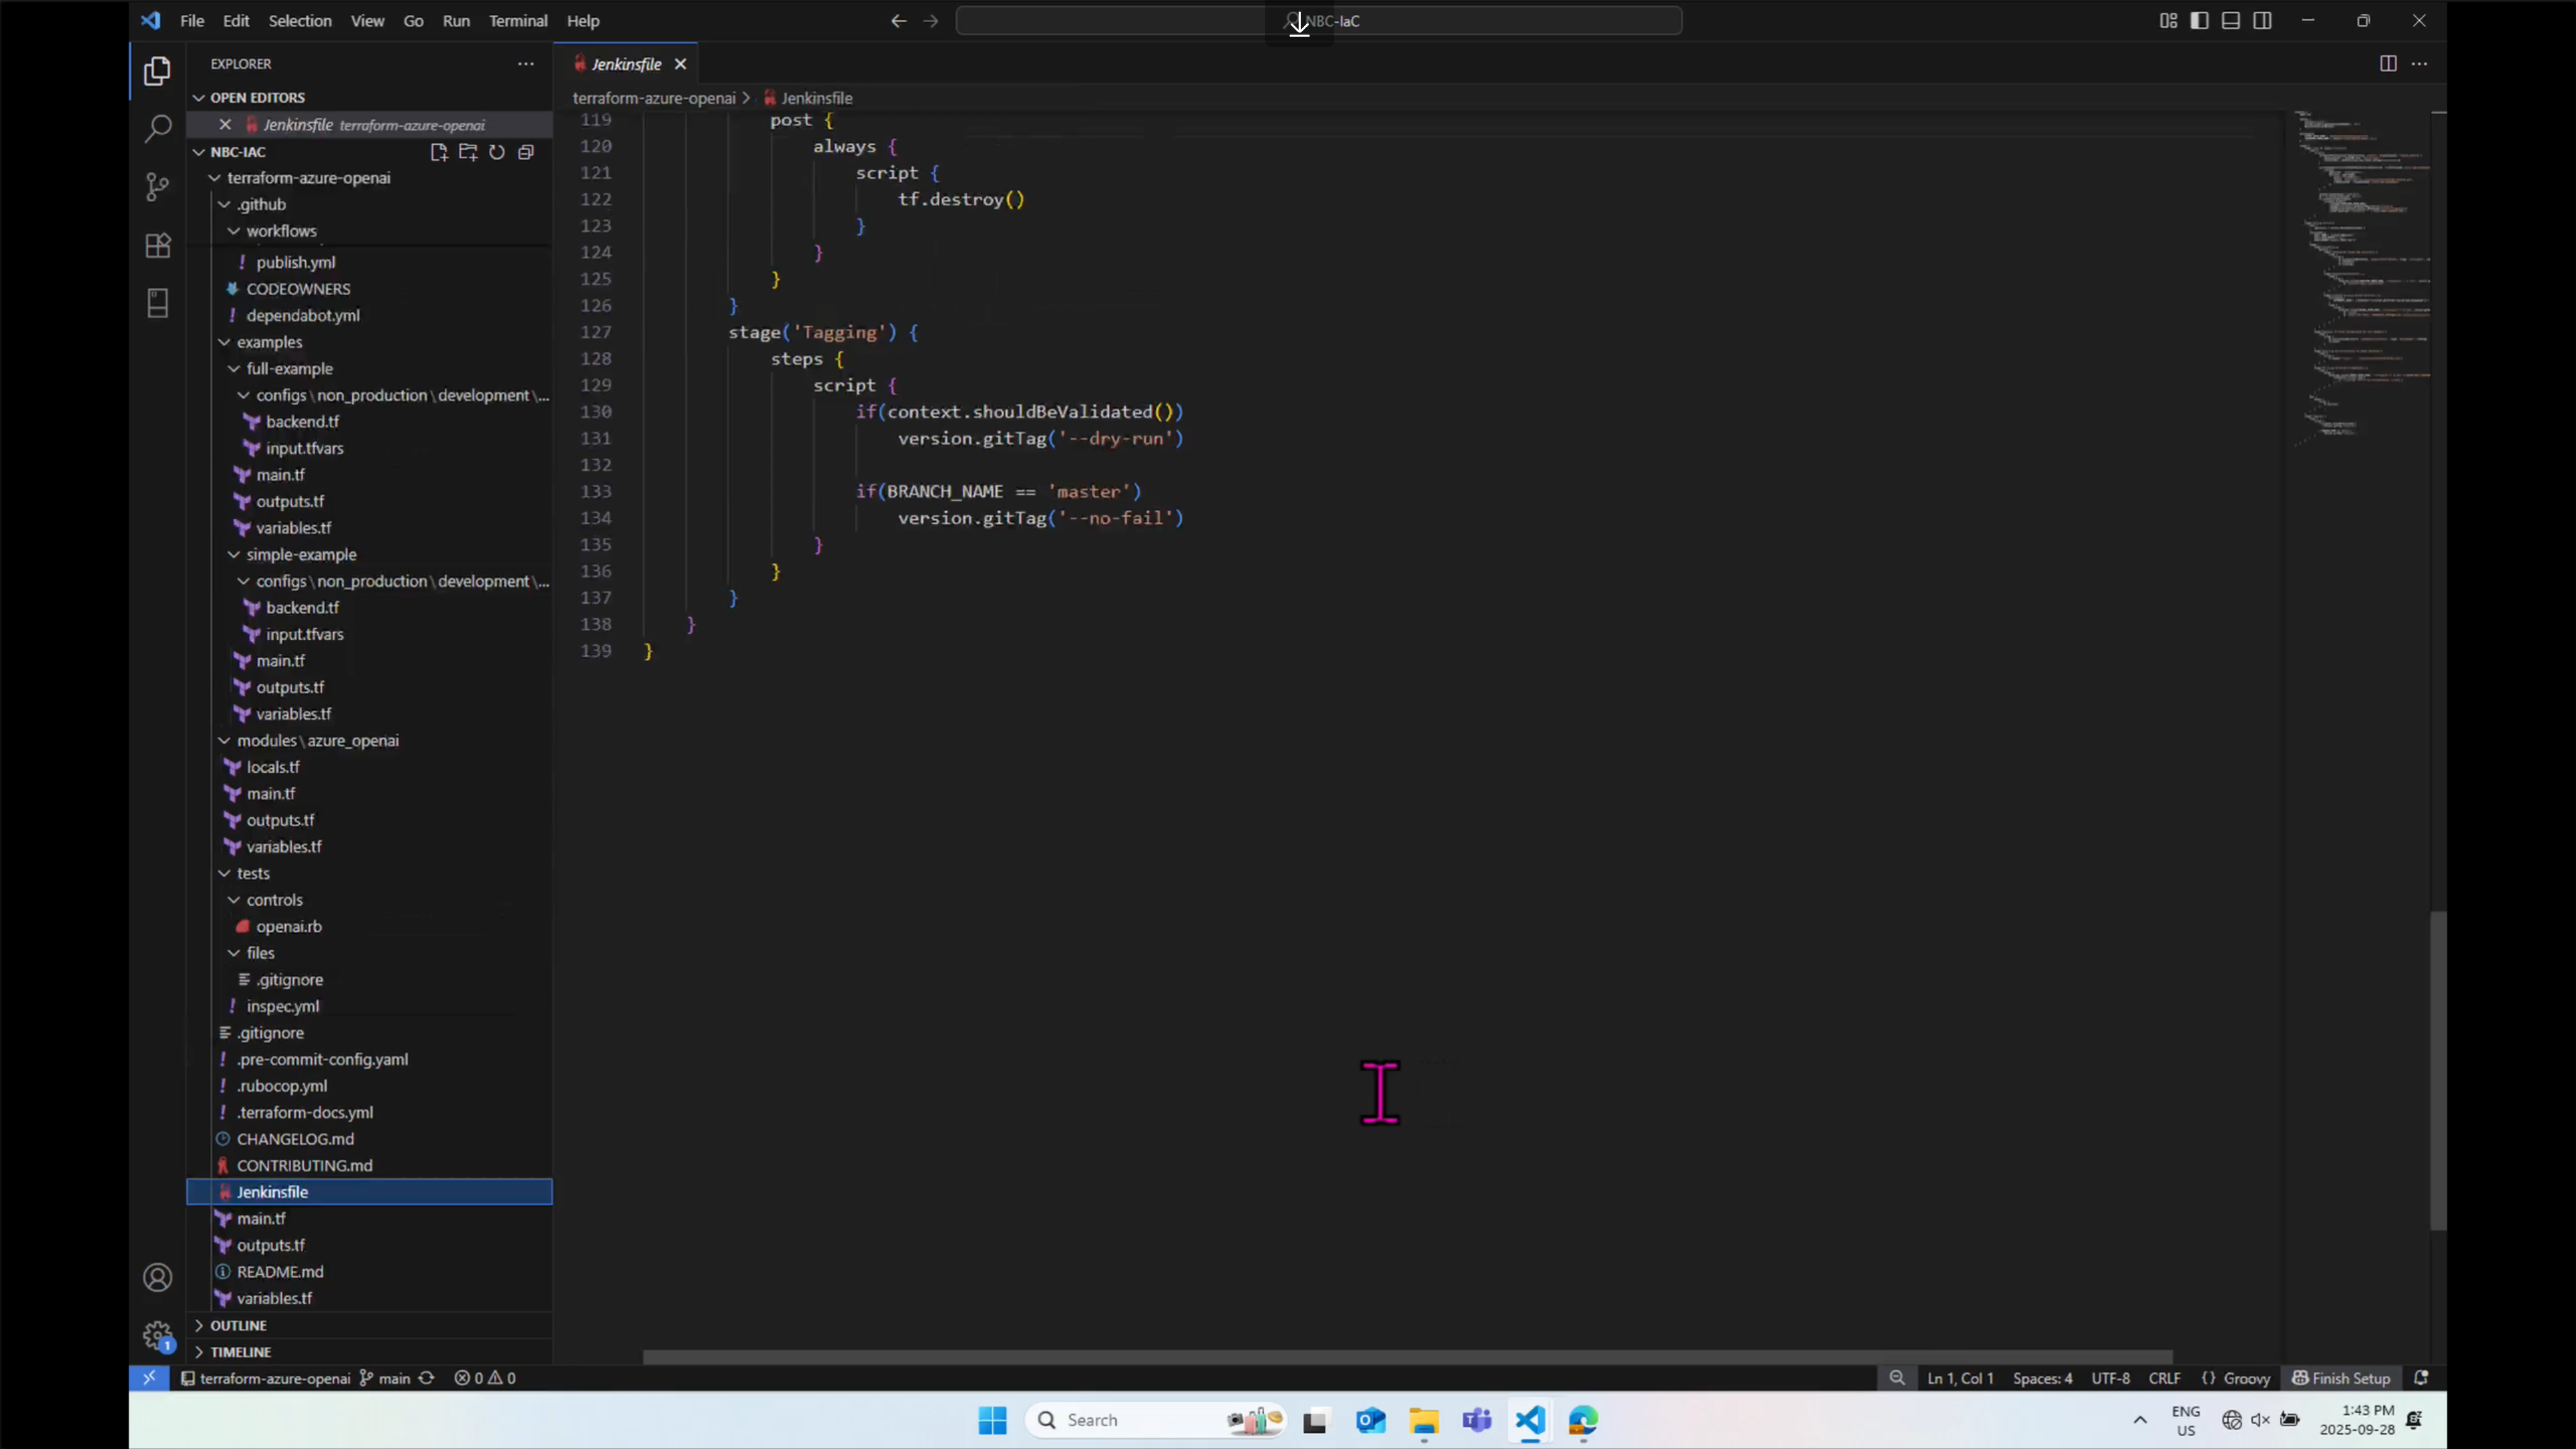 File Edit Selection View Go Run Terminal Help
NBC-IaC
EXPLORER
OPEN EDITORS
Jenkinsfile terraform-azure-openai
NBC-IAC
terraform-azure-openai
.github
workflows
publish.yml
CODEOWNERS
dependabot.yml
examples
full-example
configs\non_production\development\...
backend.tf
input.tfvars
main.tf
outputs.tf
variables.tf
simple-example
configs\non_production\development\...
backend.tf
input.tfvars
main.tf
outputs.tf
variables.tf
modules\azure_openai
locals.tf
main.tf
outputs.tf
variables.tf
tests
controls
openai.rb
files
.gitignore
inspec.yml
.gitignore
.pre-commit-config.yaml
.rubocop.yml
.terraform-docs.yml
CHANGELOG.md
CONTRIBUTING.md
Jenkinsfile
main.tf
outputs.tf
README.md
variables.tf
OUTLINE
TIMELINE
Jenkinsfile
terraform-azure-openai > Jenkinsfile
119 post {
120 always {
121 script {
122 tf.destroy()
123 }
124 }
125 }
126 }
127 stage('Tagging') {
128 steps {
129 script {
130 if(context.shouldBeValidated())
131 version.gitTag('--dry-run')
132
133 if(BRANCH_NAME == 'master')
134 version.gitTag('--no-fail')
135 }
136 }
137 }
138 }
139 }
terraform-azure-openai main 0 0 Ln 1, Col 1 Spaces: 4 UTF-8 CRLF {} Groovy Finish Setup
1
Search
ENG
US
1:43 PM
2025-09-28